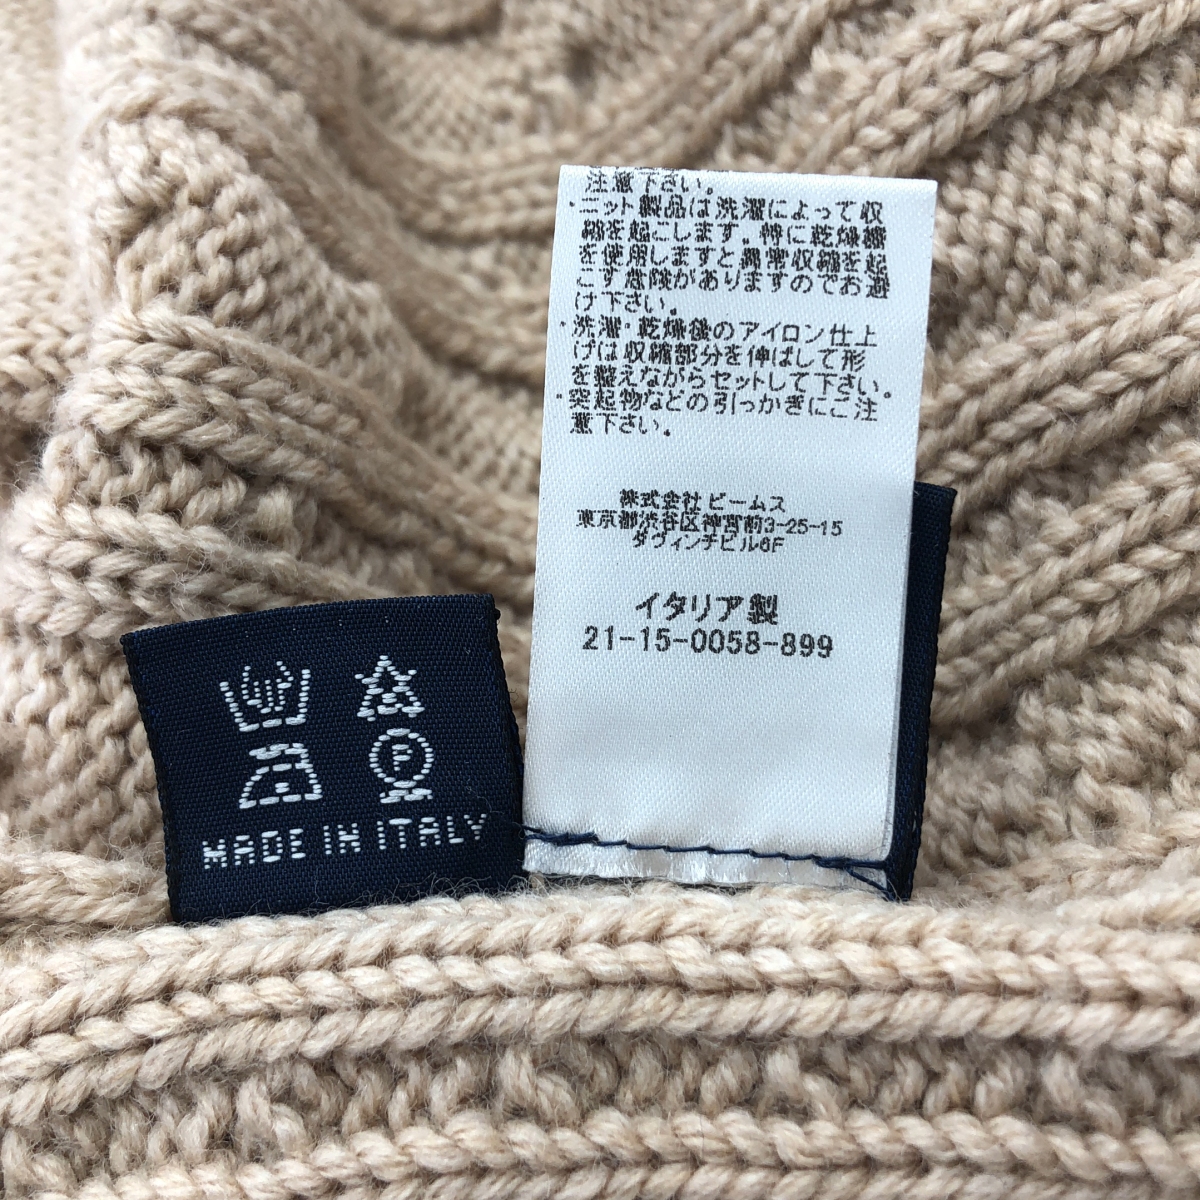 注意下さい。
・ニット製品は洗濯によって収
縮を起こします。特に乾燥機
を使用しますと異常収縮を起
こす危険がありますのでお避
け下さい。
・洗濯・乾燥後のアイロン仕上
げは収縮部分を伸ばして形
を整えながらセットして下さい。
・突起物などの引っかきにご注
意下さい。
株式会社ビームス
東京都渋谷区神宮前3-25-15
ダヴィンチビル6F
イタリア製
21-15-0058-899
P
MADE IN ITALY